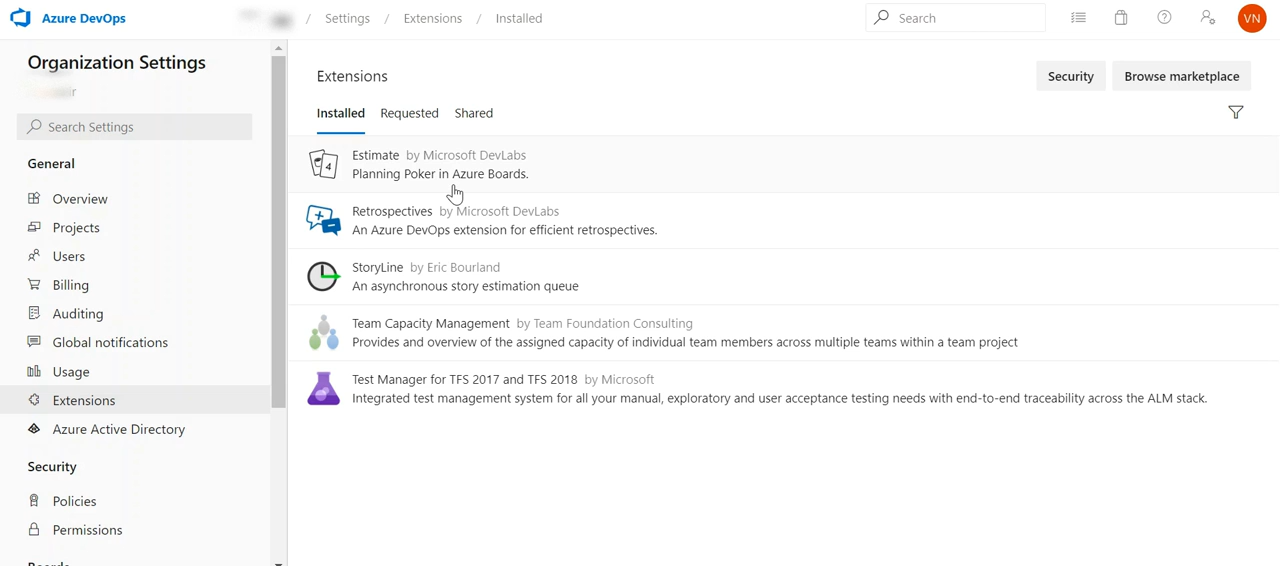 Azure DevOps / Settings / Extensions / Installed Search VN
Organization Settings
Search Settings
General
Overview
Projects
Users
Billing
Auditing
Global notifications
Usage
Extensions
Azure Active Directory
Security
Policies
Permissions
Boards
Extensions Security Browse marketplace
Installed Requested Shared
4
Estimate by Microsoft DevLabs
Planning Poker in Azure Boards.
Retrospectives by Microsoft DevLabs
An Azure DevOps extension for efficient retrospectives.
StoryLine by Eric Bourland
An asynchronous story estimation queue
Team Capacity Management by Team Foundation Consulting
Provides and overview of the assigned capacity of individual team members across multiple teams within a team project
Test Manager for TFS 2017 and TFS 2018 by Microsoft
Integrated test management system for all your manual, exploratory and user acceptance testing needs with end-to-end traceability across the ALM stack.